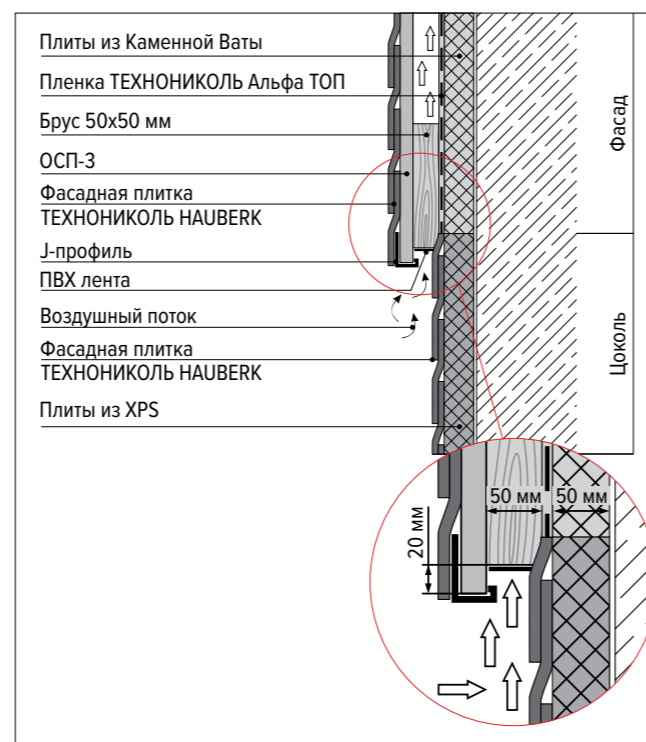 Плиты из Каменной Ваты
Пленка ТЕХНОНИКОЛЬ Альфа ТОП
Брус 50х50 мм
ОСП-3
Фасадная плитка
ТЕХНОНИКОЛЬ HAUBERK
J-профиль
ПВХ лента
Воздушный поток
Фасадная плитка
ТЕХНОНИКОЛЬ HAUBERK
Плиты из XPS
Фасад
Цоколь
50 мм
50 мм
20 мм